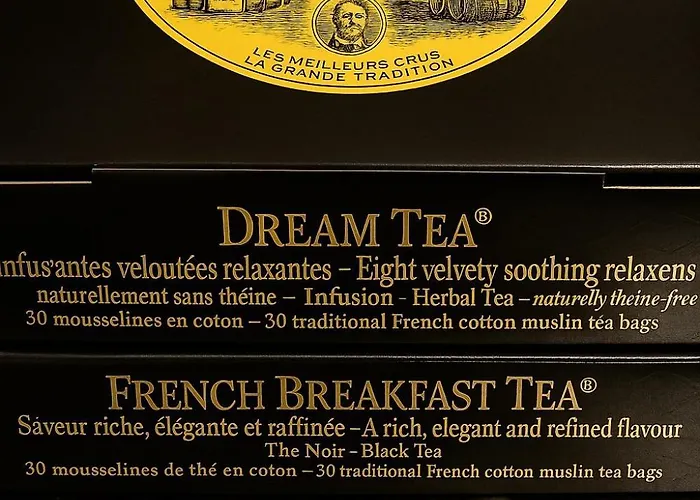 LES MEILLEURS CRUS
LA GRANDE TRADITION
DREAM TEA®
infus'antes veloutées relaxantes – Eight velvety soothing relaxens
naturellement sans théine – Infusion - Herbal Tea – naturelly theine-free
30 mousselines en coton – 30 traditional French cotton muslin téa bags
FRENCH BREAKFAST TEA®
Saveur riche, élégante et raffinée – A rich, elegant and refined flavour
The Noir – Black Tea
30 mousselines de thé en coton – 30 traditional French cotton muslin tea bags